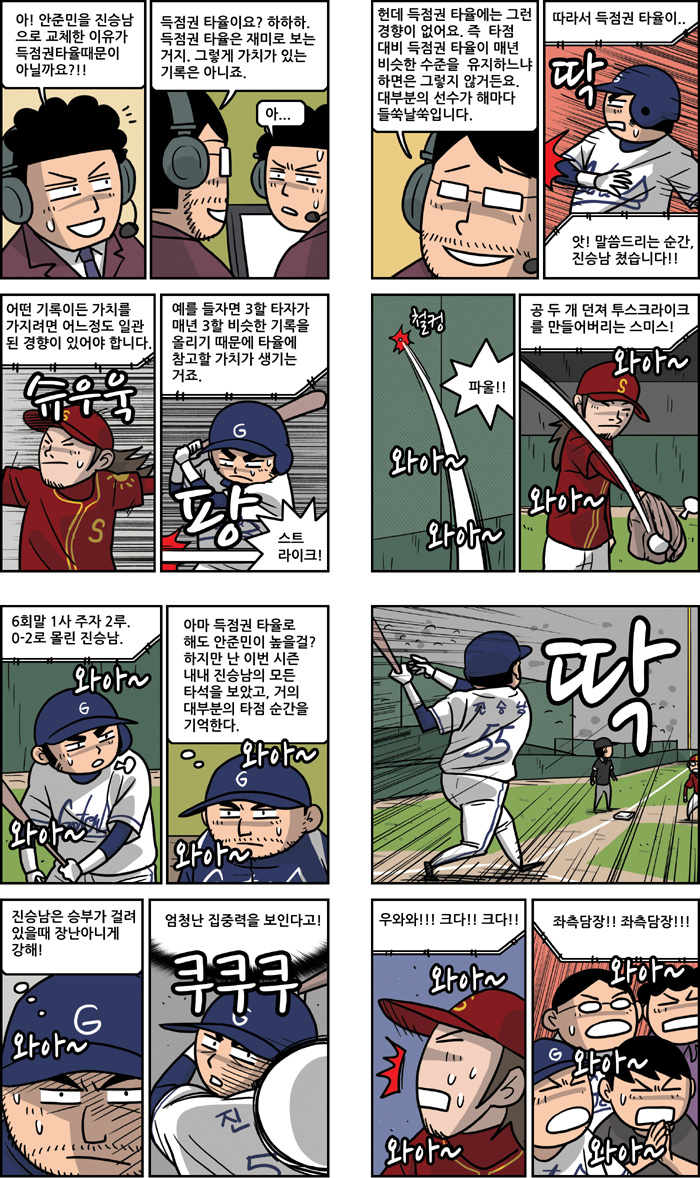 아! 안준민을 진승남
으로 교체한 이유가
득점권타율때문이
아닐까요?!!
득점권 타율이요? 하하하.
득점권 타율은 재미로 보는
거지. 그렇게 가치가 있는
기록은 아니죠.
아...
어떤 기록이든 가치를
가지려면 어느정도 일관
된 경향이 있어야 합니다.
슈우욱
S
S
예를 들자면 3할 타자가
매년 3할 비슷한 기록을
올리기 때문에 타율에
참고할 가치가 생기는
거죠.
G
퍙
스트
라이크!
헌데 득점권 타율에는 그런
경향이 없어요. 즉 타점
대비 득점권 타율이 매년
비슷한 수준을 유지하느냐
하면은 그렇지 않거든요.
대부분의 선수가 해마다
들쑥날쑥입니다.
따라서 득점권 타율이..
딱
G
앗! 말씀드리는 순간,
진승남 쳤습니다!!
철컹
파울!!
와아~
와아~
공 두 개 던져 투스크라이크
를 만들어버리는 스미스!
와아~
S
와아~
6회말 1사 주자 2루.
0-2로 몰린 진승남.
와아~
G
와아~
아마 득점권 타율로
해도 안준민이 높을걸?
하지만 난 이번 시즌
내내 진승남의 모든
타석을 보았고, 거의
대부분의 타점 순간을
기억한다.
와아~
G
와아~
진승남은 승부가 걸려
있을때 장난아니게
강해!
G
와아~
엄청난 집중력을 보인다고!
쿠쿠쿠
G
진
5
딱
진승남
55
우와와!!! 크다!! 크다!!
와아~
와아~
좌측담장!! 좌측담장!!!
와아~
G
와아~
와아~